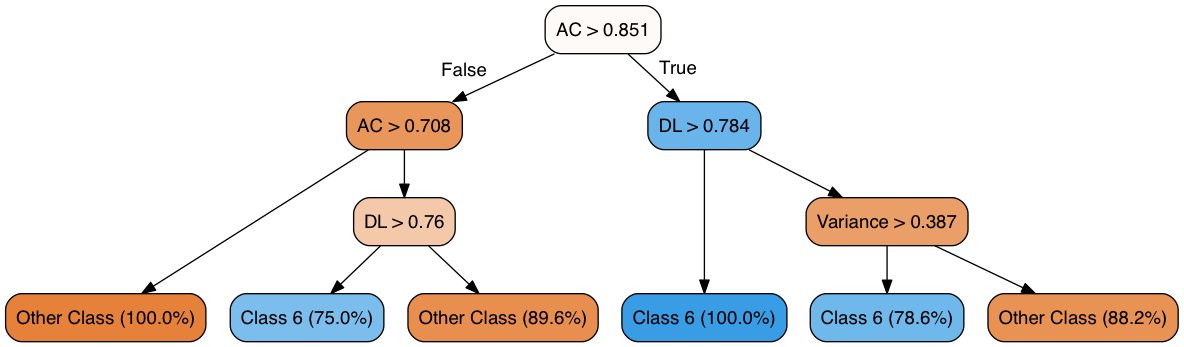 AC > 0.851
False
True
AC > 0.708
DL > 0.784
DL > 0.76
Variance > 0.387
Other Class (100.0%)
Class 6 (75.0%)
Other Class (89.6%)
Class 6 (100.0%)
Class 6 (78.6%)
Other Class (88.2%)